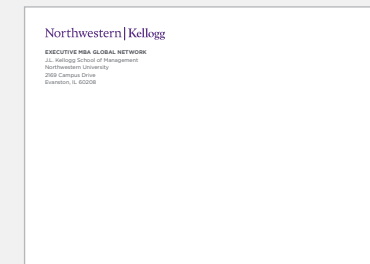 Northwestern | Kellogg
EXECUTIVE MBA GLOBAL NETWORK
J.L. Kellogg School of Management
Northwestern University
2169 Campus Drive
Evanston, IL 60208